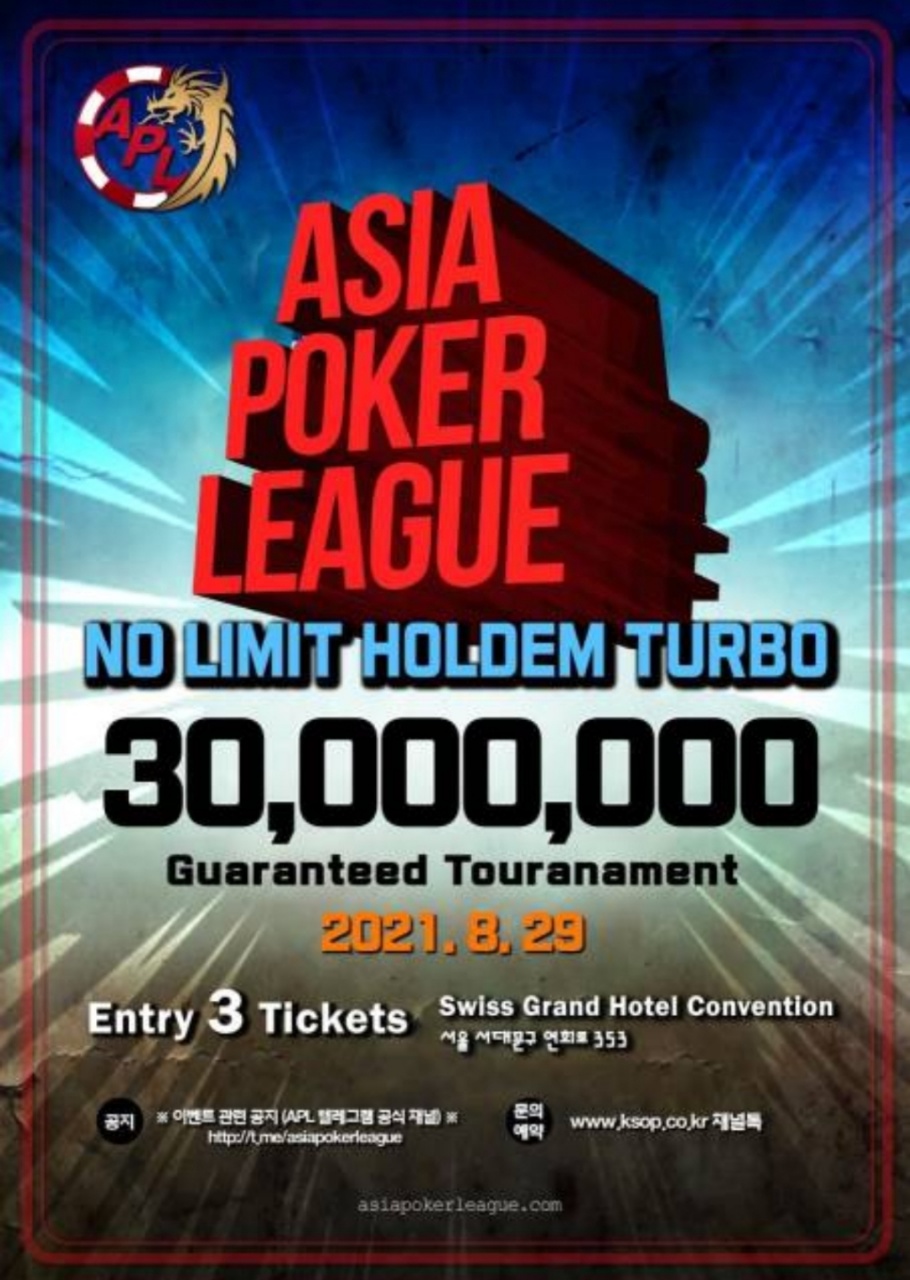 APL
ASIA
POKER
LEAGUE
NO LIMIT HOLDEM TURBO
30,000,000
Guaranteed Touranament
2021. 8. 29
Entry 3 Tickets
Swiss Grand Hotel Convention
서울 서대문구 연희로 353
공지
※ 이벤트 관련 공지 (APL 텔레그램 공식 채널) ※
http://t.me/asiapokerleague
문의
예약
www.ksop.co.kr 채널톡
asiapokerleague.com